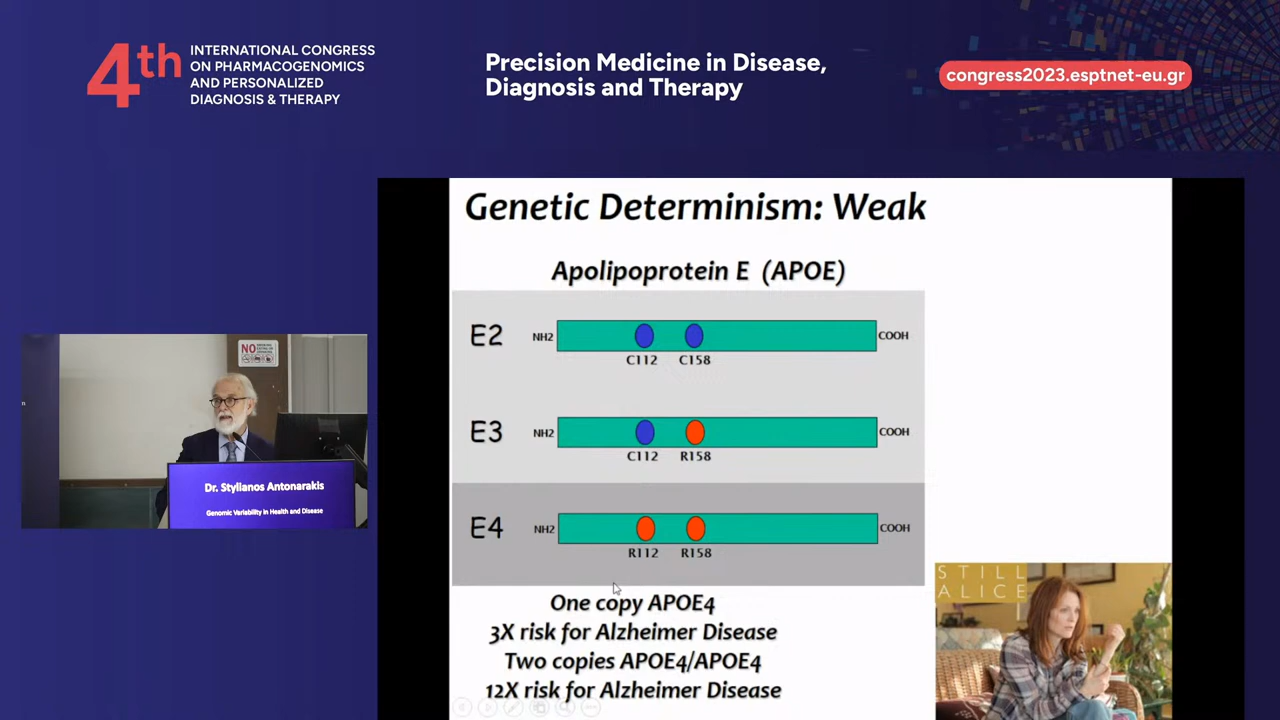 4th
INTERNATIONAL CONGRESS
ON PHARMACOGENOMICS
AND PERSONALIZED
DIAGNOSIS & THERAPY
Precision Medicine in Disease,
Diagnosis and Therapy
congress2023.esptnet-eu.gr
Genetic Determinism: Weak
Apolipoprotein E (APOE)
E2
NH2
COOH
C112 C158
E3
NH2
COOH
C112 R158
E4
NH2
COOH
R112 R158
One copy APOE4
3X risk for Alzheimer Disease
Two copies APOE4/APOE4
12X risk for Alzheimer Disease
STILL
ALICE
NO
Dr. Stylianos Antonarakis
Genomic Variability in Health and Disease